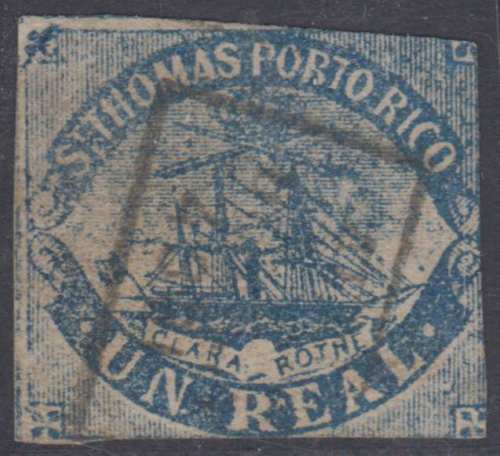 ST. THOMAS PORTO.RICO
CLARA ROTHE
· UN REAL ·